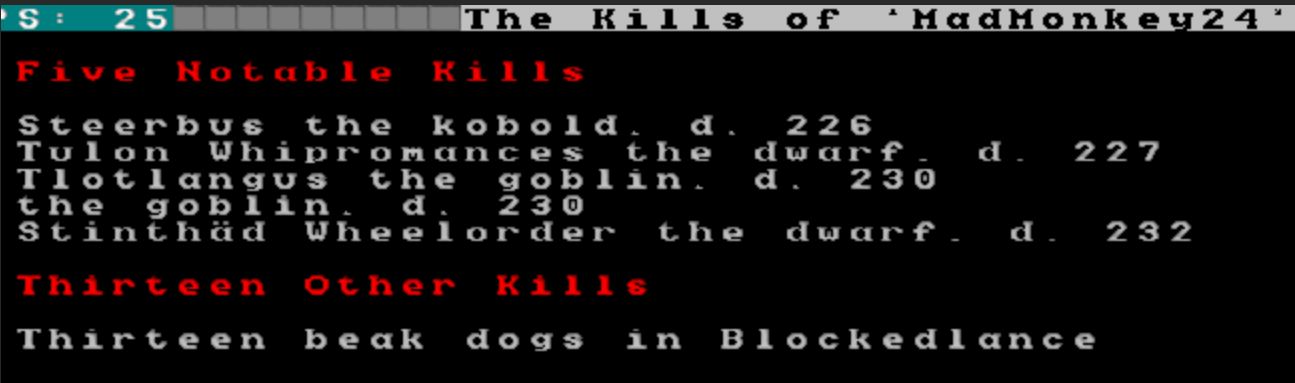 PS: 25 The Kills of 'MadMonkey24'
Five Notable Kills
Steerbus the kobold, d. 226
Tulon Whipromances the dwarf, d. 227
Tlotlangus the goblin, d. 230
the goblin, d. 230
Stinthäd Wheelorder the dwarf, d. 232
Thirteen Other Kills
Thirteen beak dogs in Blockedlance